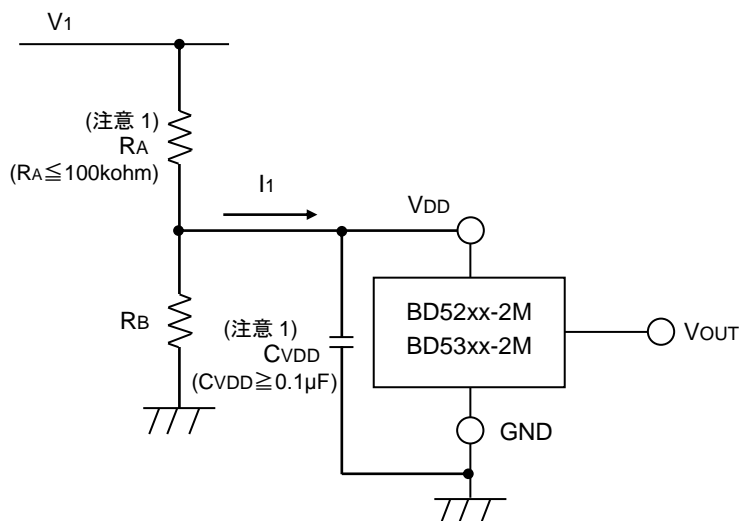 V1
(注意 1)
RA
(RA≦100kohm)
I1
VDD
RB
(注意 1)
CVDD
(CVDD≧0.1µF)
BD52xx-2M
BD53xx-2M
VOUT
GND